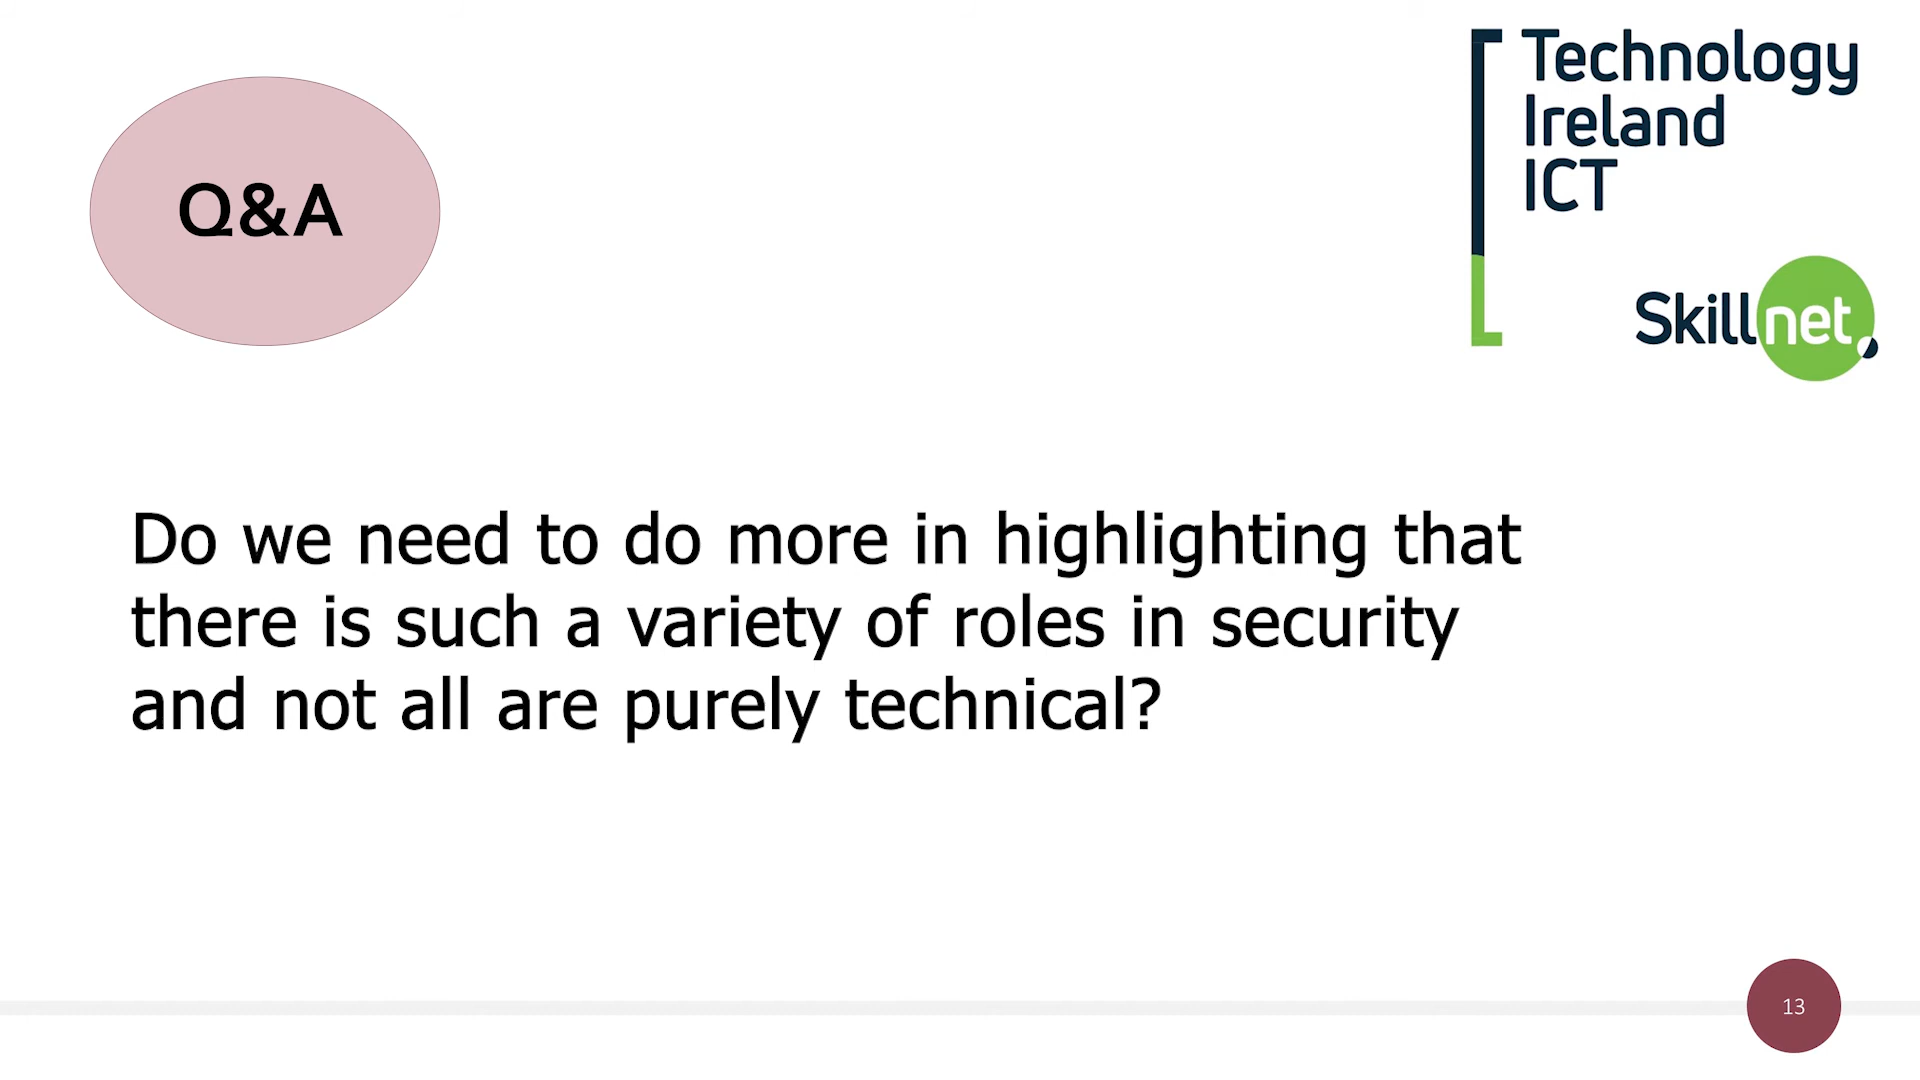 Technology
Ireland
ICT
Skillnet
Q&A
Do we need to do more in highlighting that
there is such a variety of roles in security
and not all are purely technical?
13